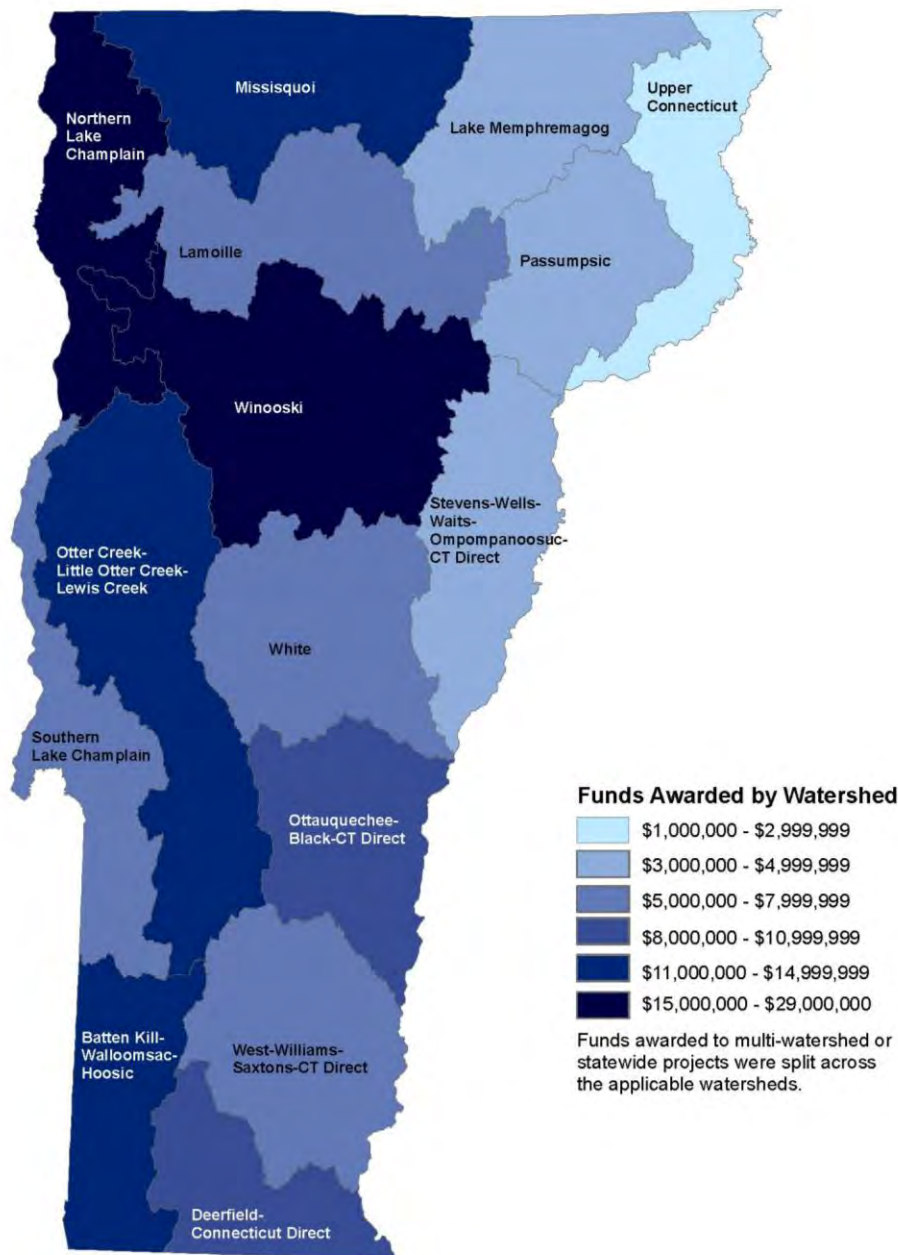 Missisquoi
Upper
Connecticut
Northern
Lake
Champlain
Lake Memphremagog
Lamoille
Passumpsic
Winooski
Stevens-Wells-
Waits-
Ompompanoosuc-
CT Direct
Otter Creek-
Little Otter Creek-
Lewis Creek
White
Southern
Lake Champlain
Ottauquechee-
Black-CT Direct
Batten Kill-
Walloomsac-
Hoosic
West-Williams-
Saxtons-CT Direct
Deerfield-
Connecticut Direct
Funds Awarded by Watershed
$1,000,000 - $2,999,999
$3,000,000 - $4,999,999
$5,000,000 - $7,999,999
$8,000,000 - $10,999,999
$11,000,000 - $14,999,999
$15,000,000 - $29,000,000
Funds awarded to multi-watershed or
statewide projects were split across
the applicable watersheds.